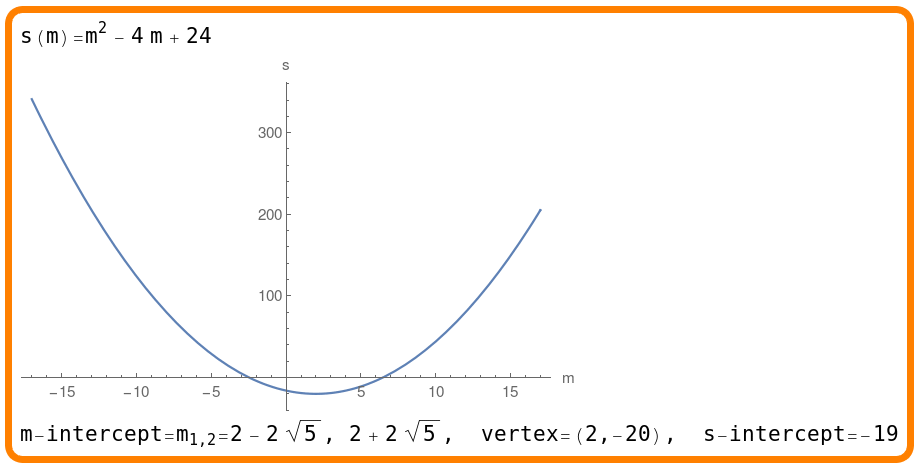 s(m)=m² − 4 m + 24
s
300
200
100
−15 −10 −5 5 10 15 m
m−intercept=m₁,₂=2 − 2 √5 , 2 + 2 √5 , vertex=(2,−20), s−intercept=−19